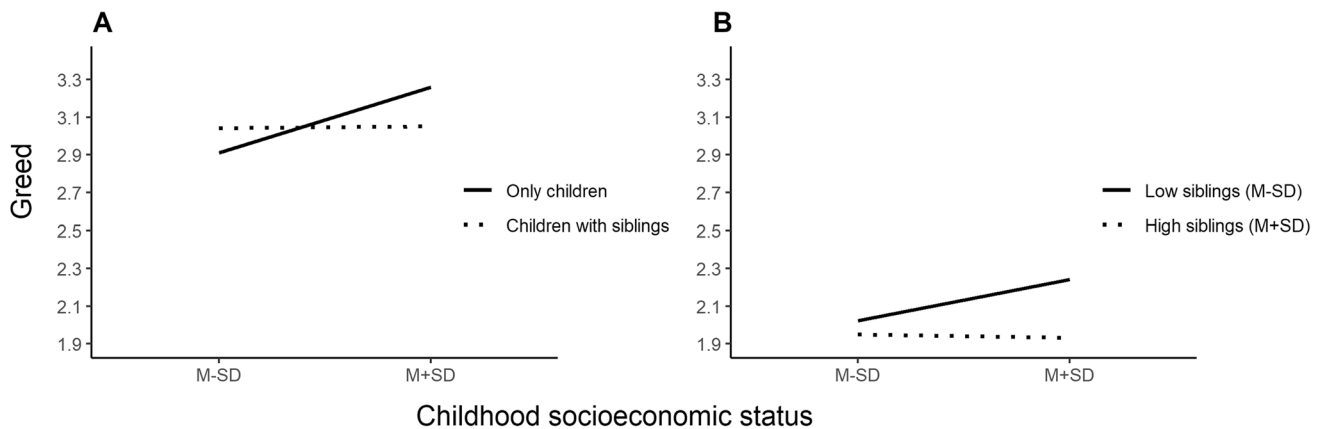 A
3.3
3.1
2.9
2.7
2.5
2.3
2.1
1.9
Greed
M-SD
M+SD
Only children
Children with siblings
B
3.3
3.1
2.9
2.7
2.5
2.3
2.1
1.9
M-SD
M+SD
Low siblings (M-SD)
High siblings (M+SD)
Childhood socioeconomic status